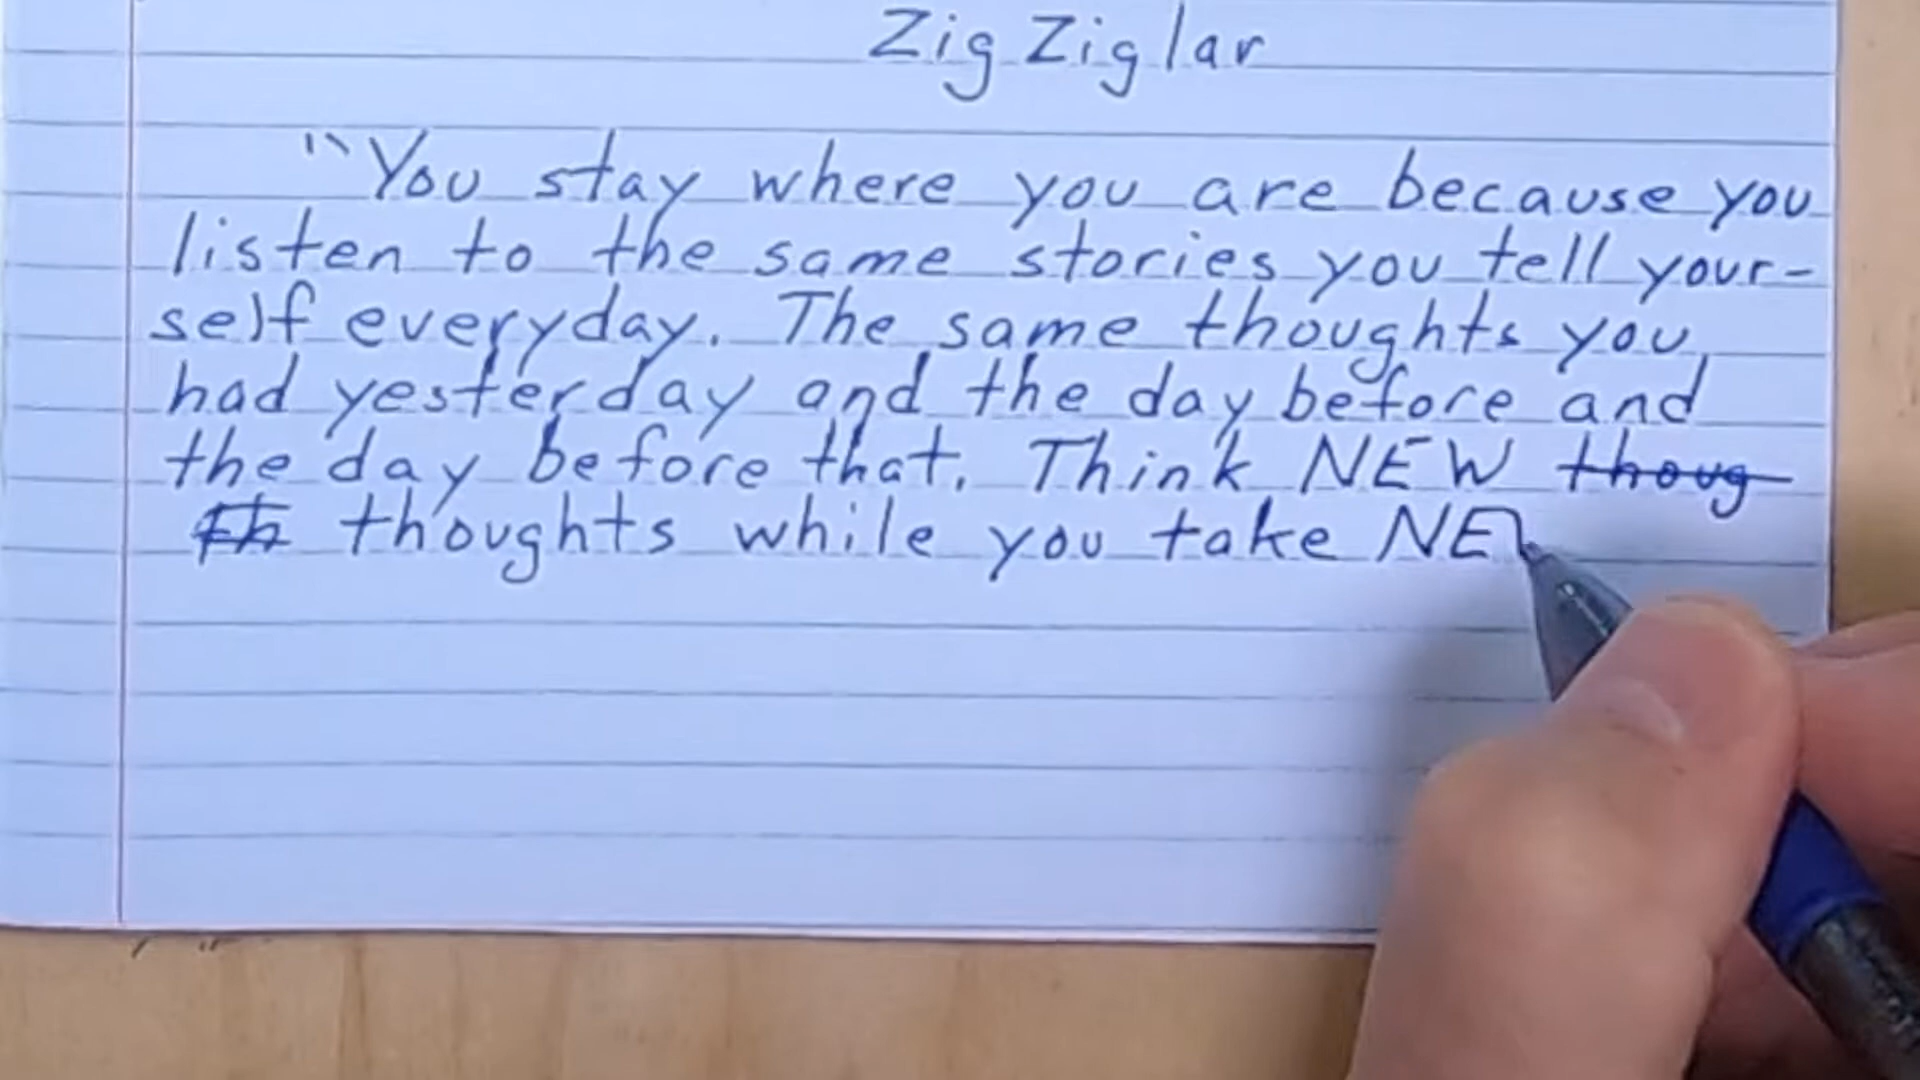 Zig Ziglar
"You stay where you are because you
listen to the same stories you tell your-
self everyday. The same thoughts you
had yesterday and the day before and
the day before that. Think NEW thoug
th thoughts while you take NE